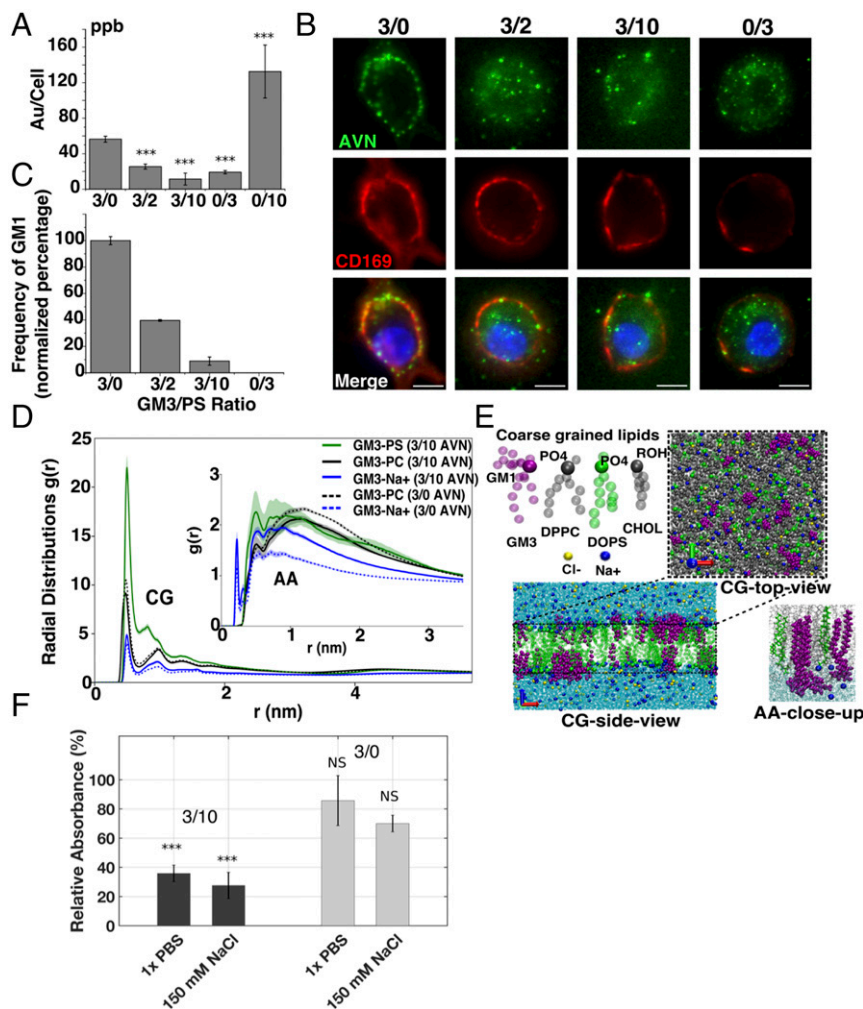 A
ppb
Au/Cell
160
120
80
40
0
***
***
***
***
3/0
3/2
3/10
0/3
0/10
B
3/0
3/2
3/10
0/3
AVN
CD169
Merge
C
Frequency of GM1
(normalized percentage)
100
80
60
40
20
0
3/0
3/2
3/10
0/3
GM3/PS Ratio
D
Radial Distributions g(r)
25
20
15
10
5
0
0
2
4
r (nm)
CG
GM3-PS (3/10 AVN)
GM3-PC (3/10 AVN)
GM3-Na+ (3/10 AVN)
GM3-PC (3/0 AVN)
GM3-Na+ (3/0 AVN)
g(r)
3
2
1
0
0
1
2
3
r (nm)
AA
E
Coarse grained lipids
PO4
PO4
ROH
GM1
DPPC
CHOL
GM3
DOPS
Cl-
Na+
CG-top-view
CG-side-view
AA-close-up
F
Relative Absorbance (%)
100
80
60
40
20
0
3/10
3/0
***
***
NS
NS
1x PBS
150 mM NaCl
1x PBS
150 mM NaCl